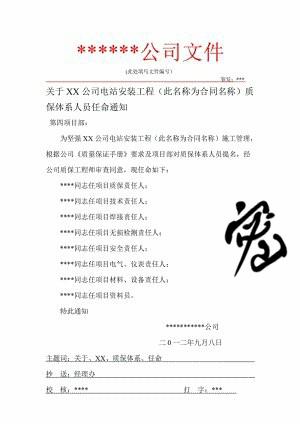 ******公司文件
(此处填写文件编号)
签发：***
关于 XX 公司电站安装工程（此名称为合同名称）质
保体系人员任命通知
第四项目部：
为坚强 XX 公司电站安装工程（此名称为合同名称）施工管理，
根据公司《质量保证手册》要求及项目部对质保体系人员提名，经
公司质保工程师审查同意，现任命如下：
****同志任项目质保责任人；
****同志任项目技术责任人；
****同志任项目焊接责任人；
****同志任项目无损检测责任人；
****同志任项目安全责任人；
****同志任项目电气、仪表责任人；
****同志任项目材料、设备责任人；
****同志任项目资料员。
特此通知
***********公司
二０一二年九月八日
主题词：关于、XX、质保体系、任命
抄 送：经理办
校 核：**** 打 字：***